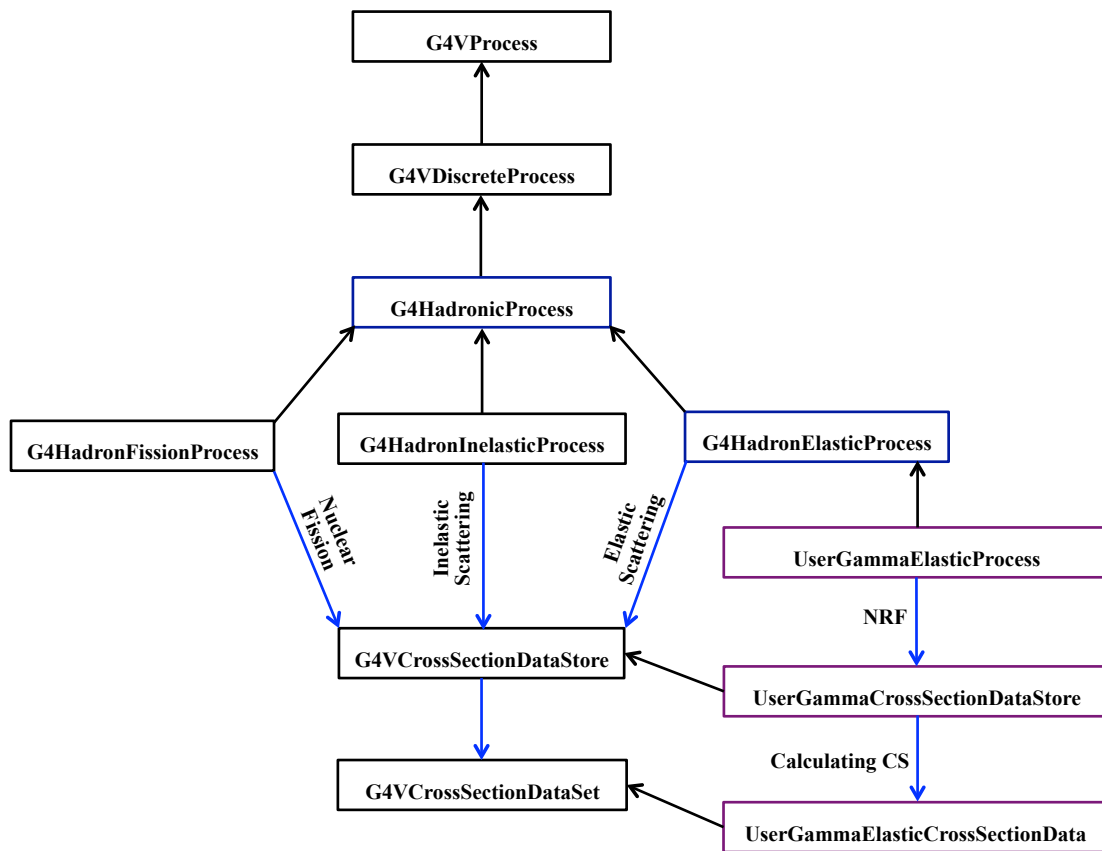 G4VProcess
G4VDiscreteProcess
G4HadronicProcess
G4HadronFissionProcess
G4HadronInelasticProcess
G4HadronElasticProcess
Nuclear
Fission
Inelastic
Scattering
Elastic
Scattering
UserGammaElasticProcess
NRF
G4VCrossSectionDataStore
UserGammaCrossSectionDataStore
Calculating CS
G4VCrossSectionDataSet
UserGammaElasticCrossSectionData